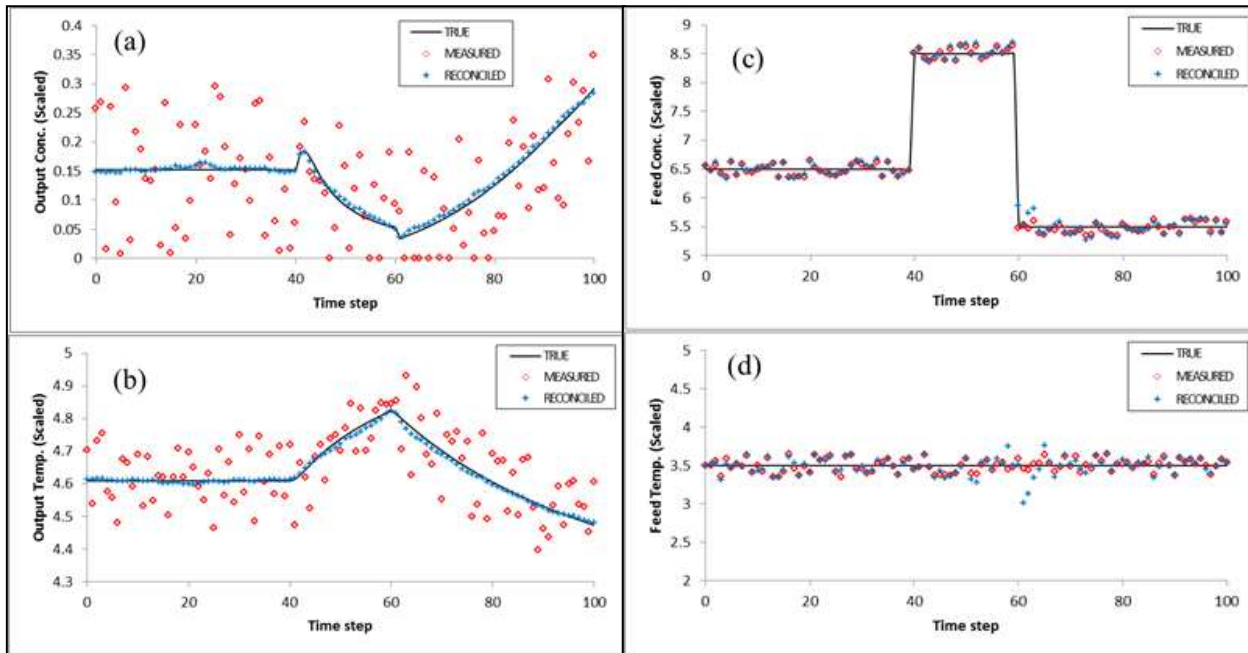 (a)
TRUE
MEASURED
RECONCILED
Output Conc. (Scaled)
0.4
0.35
0.3
0.25
0.2
0.15
0.1
0.05
0
0 20 40 60 80 100
Time step
(b)
TRUE
MEASURED
RECONCILED
Output Temp. (Scaled)
5
4.9
4.8
4.7
4.6
4.5
4.4
4.3
0 20 40 60 80 100
Time step
(c)
TRUE
MEASURED
RECONCILED
Feed Conc. (Scaled)
9.5
9
8.5
8
7.5
7
6.5
6
5.5
5
0 20 40 60 80 100
Time step
(d)
TRUE
MEASURED
RECONCILED
Feed Temp. (Scaled)
5
4.5
4
3.5
3
2.5
2
0 20 40 60 80 100
Time step